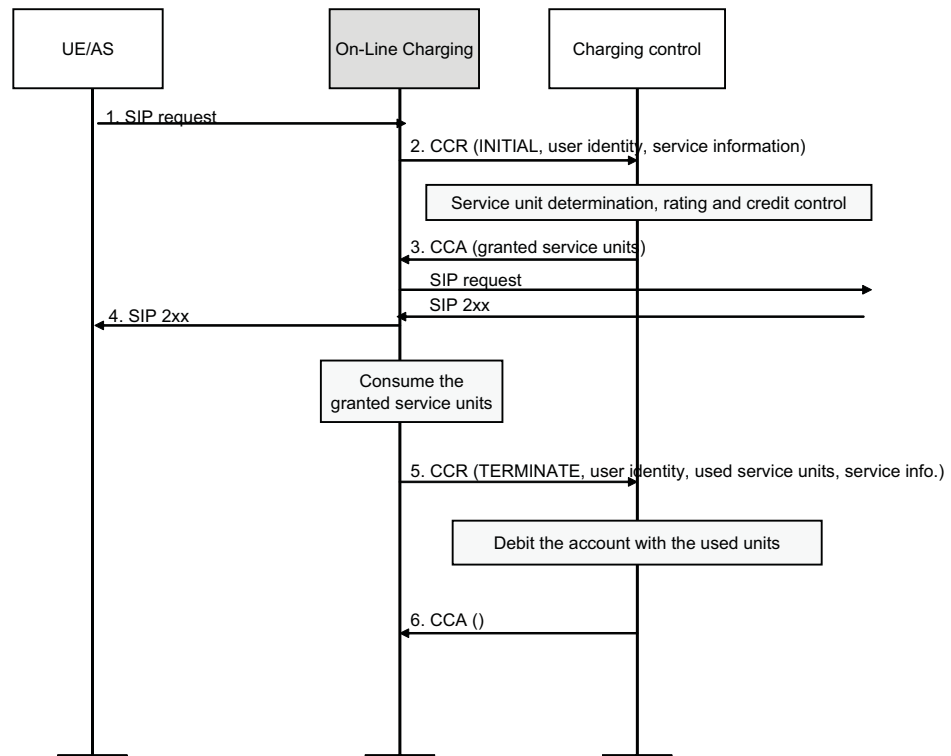 UE/AS
On-Line Charging
Charging control
1. SIP request
2. CCR (INITIAL, user identity, service information)
Service unit determination, rating and credit control
3. CCA (granted service units)
SIP request
SIP 2xx
4. SIP 2xx
Consume the
granted service units
5. CCR (TERMINATE, user identity, used service units, service info.)
Debit the account with the used units
6. CCA ()